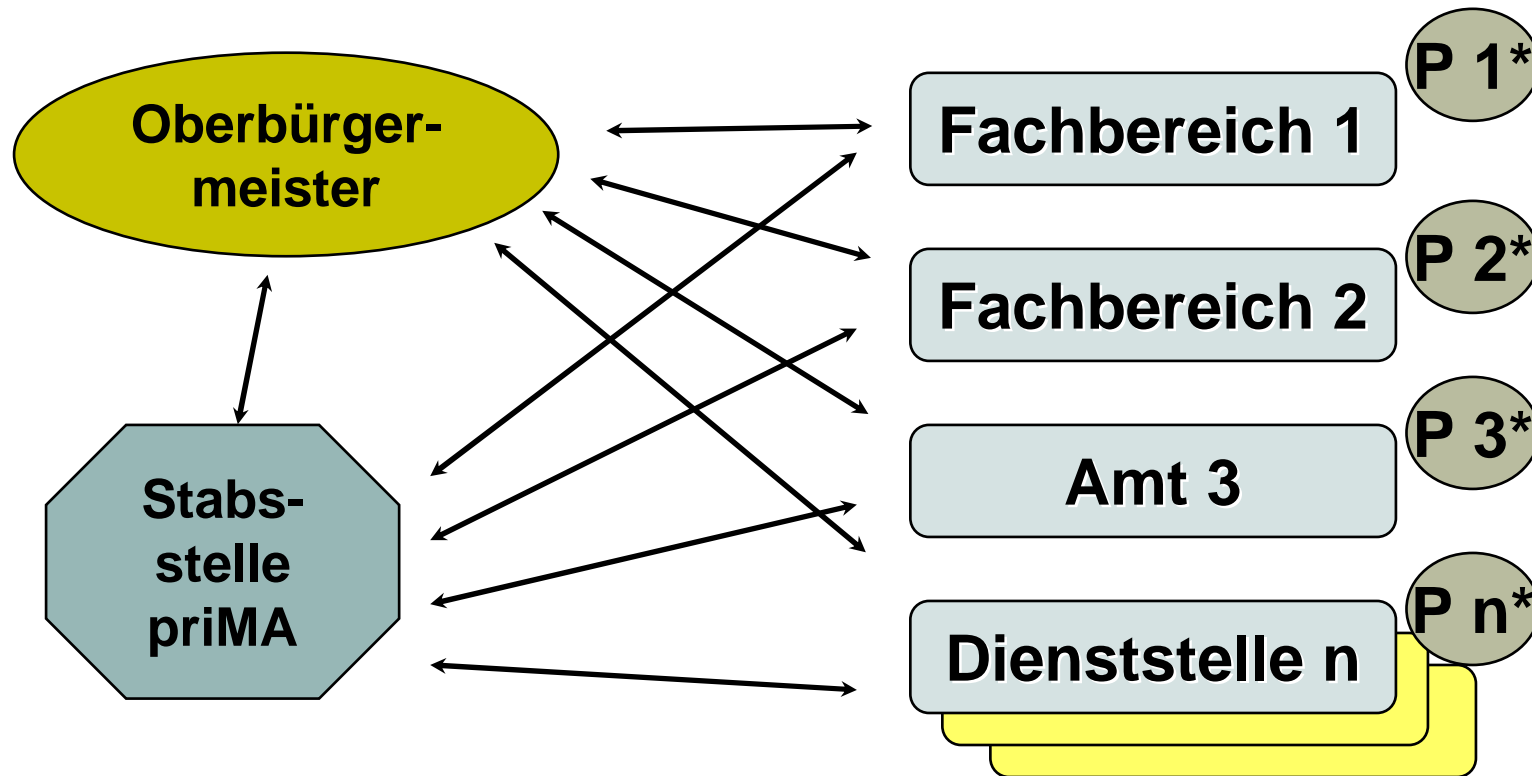 Oberbürger-
meister
Stabs-
stelle
priMA
Fachbereich 1
P 1*
Fachbereich 2
P 2*
Amt 3
P 3*
Dienststelle n
P n*